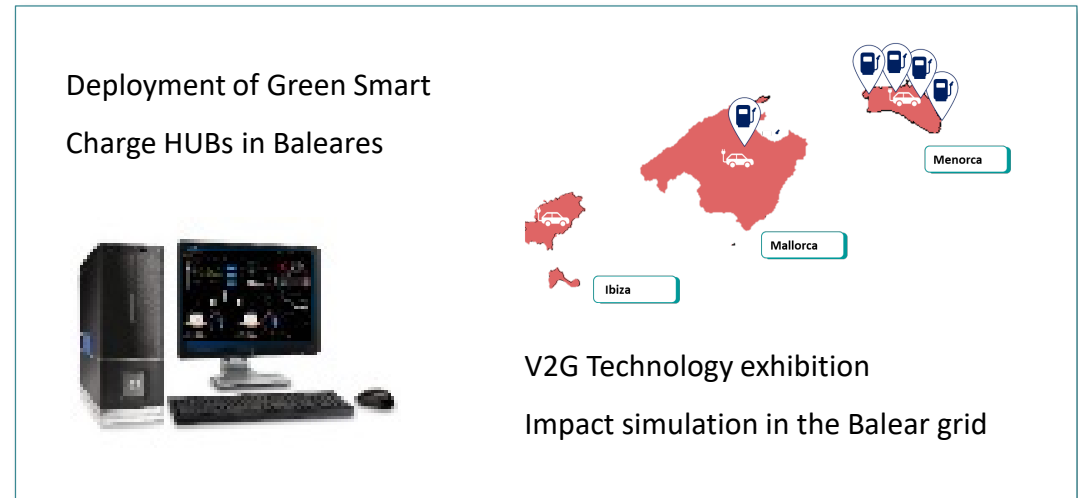 Deployment of Green Smart
Charge HUBs in Baleares
Menorca
Mallorca
Ibiza
V2G Technology exhibition
Impact simulation in the Balear grid